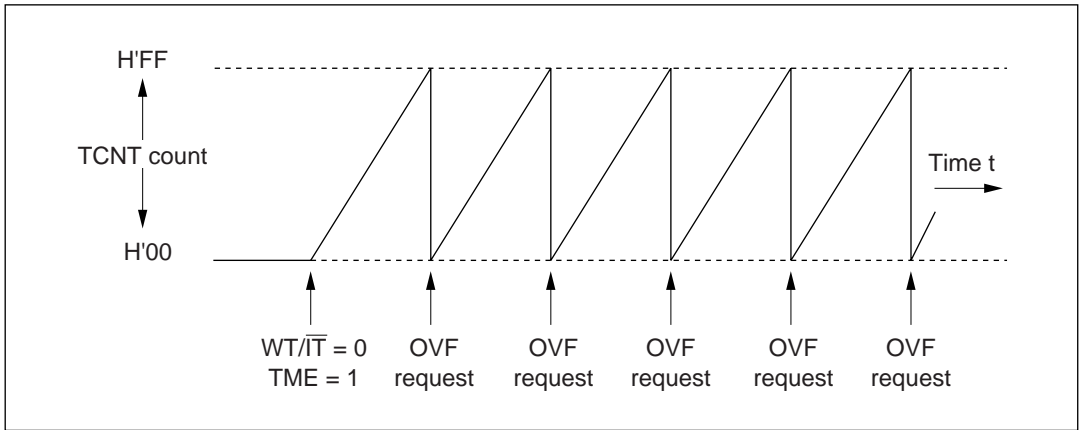 H'FF
TCNT count
H'00
Time t
WT/I̅T̅ = 0
TME = 1
OVF
request
OVF
request
OVF
request
OVF
request
OVF
request